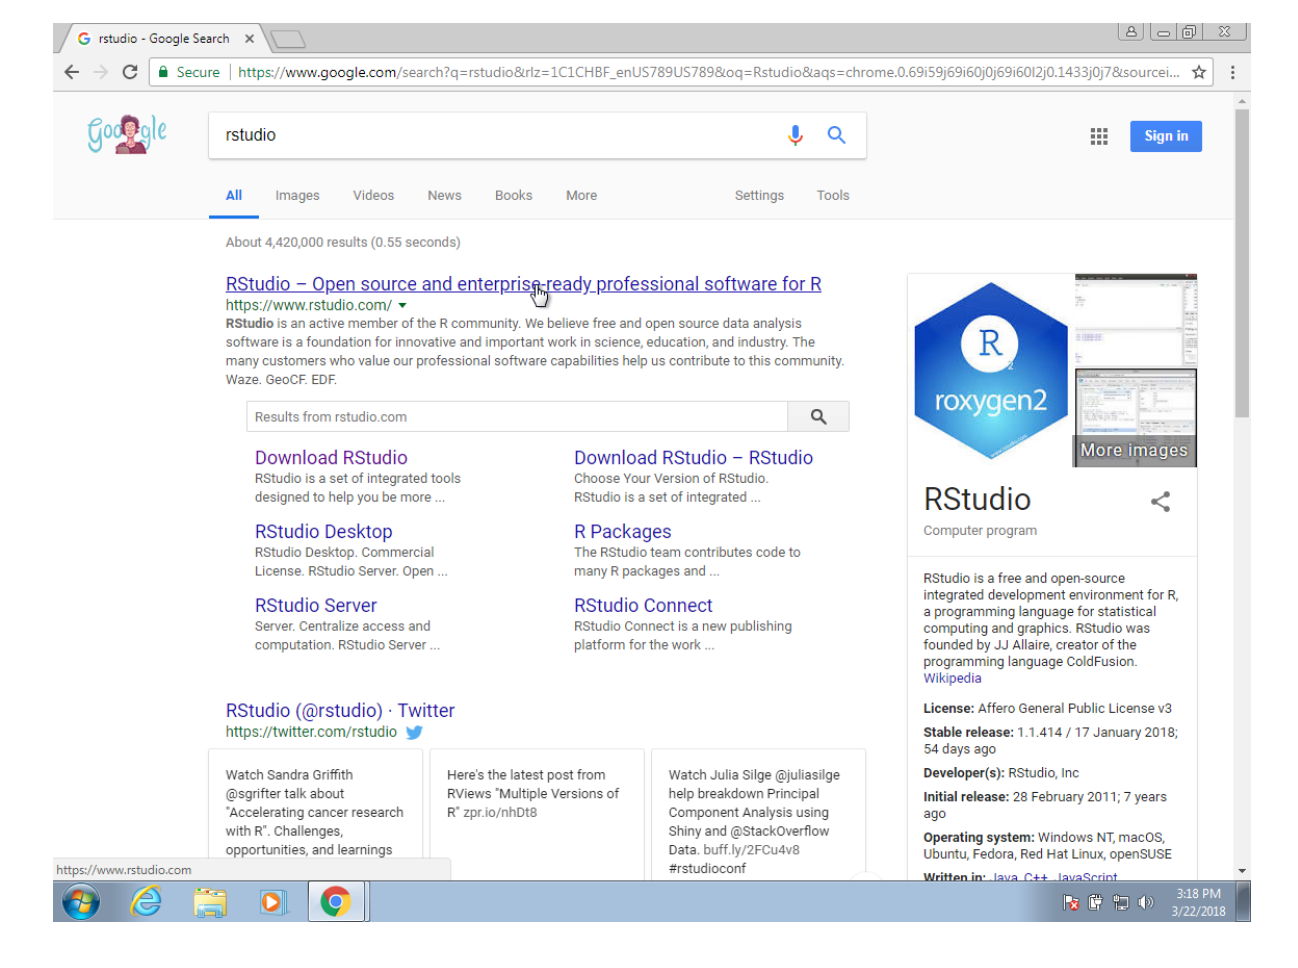 rstudio - Google Search
Secure | https://www.google.com/search?q=rstudio&rlz=1C1CHBF_enUS789US789&oq=Rstudio&aqs=chrome.0.69i59j69i60j0j69i60l2j0.1433j0j7&sourcei...
Google
rstudio
Sign in
All Images Videos News Books More Settings Tools
About 4,420,000 results (0.55 seconds)
RStudio – Open source and enterprise-ready professional software for R
https://www.rstudio.com/
RStudio is an active member of the R community. We believe free and open source data analysis
software is a foundation for innovative and important work in science, education, and industry. The
many customers who value our professional software capabilities help us contribute to this community.
Waze. GeoCF. EDF.
Results from rstudio.com
Download RStudio
RStudio is a set of integrated tools
designed to help you be more ...
Download RStudio – RStudio
Choose Your Version of RStudio.
RStudio is a set of integrated ...
RStudio Desktop
RStudio Desktop. Commercial
License. RStudio Server. Open ...
R Packages
The RStudio team contributes code to
many R packages and ...
RStudio Server
Server. Centralize access and
computation. RStudio Server ...
RStudio Connect
RStudio Connect is a new publishing
platform for the work ...
RStudio (@rstudio) · Twitter
https://twitter.com/rstudio
Watch Sandra Griffith
@sgrifter talk about
"Accelerating cancer research
with R". Challenges,
opportunities, and learnings
Here's the latest post from
RViews "Multiple Versions of
R" zpr.io/nhDt8
Watch Julia Silge @juliasilge
help breakdown Principal
Component Analysis using
Shiny and @StackOverflow
Data. buff.ly/2FCu4v8
#rstudioconf
R
2
roxygen2
More images
RStudio
Computer program
RStudio is a free and open-source
integrated development environment for R,
a programming language for statistical
computing and graphics. RStudio was
founded by JJ Allaire, creator of the
programming language ColdFusion.
Wikipedia
License: Affero General Public License v3
Stable release: 1.1.414 / 17 January 2018;
54 days ago
Developer(s): RStudio, Inc
Initial release: 28 February 2011; 7 years
ago
Operating system: Windows NT, macOS,
Ubuntu, Fedora, Red Hat Linux, openSUSE
Written in: Java, C++, JavaScript
https://www.rstudio.com
3:18 PM
3/22/2018